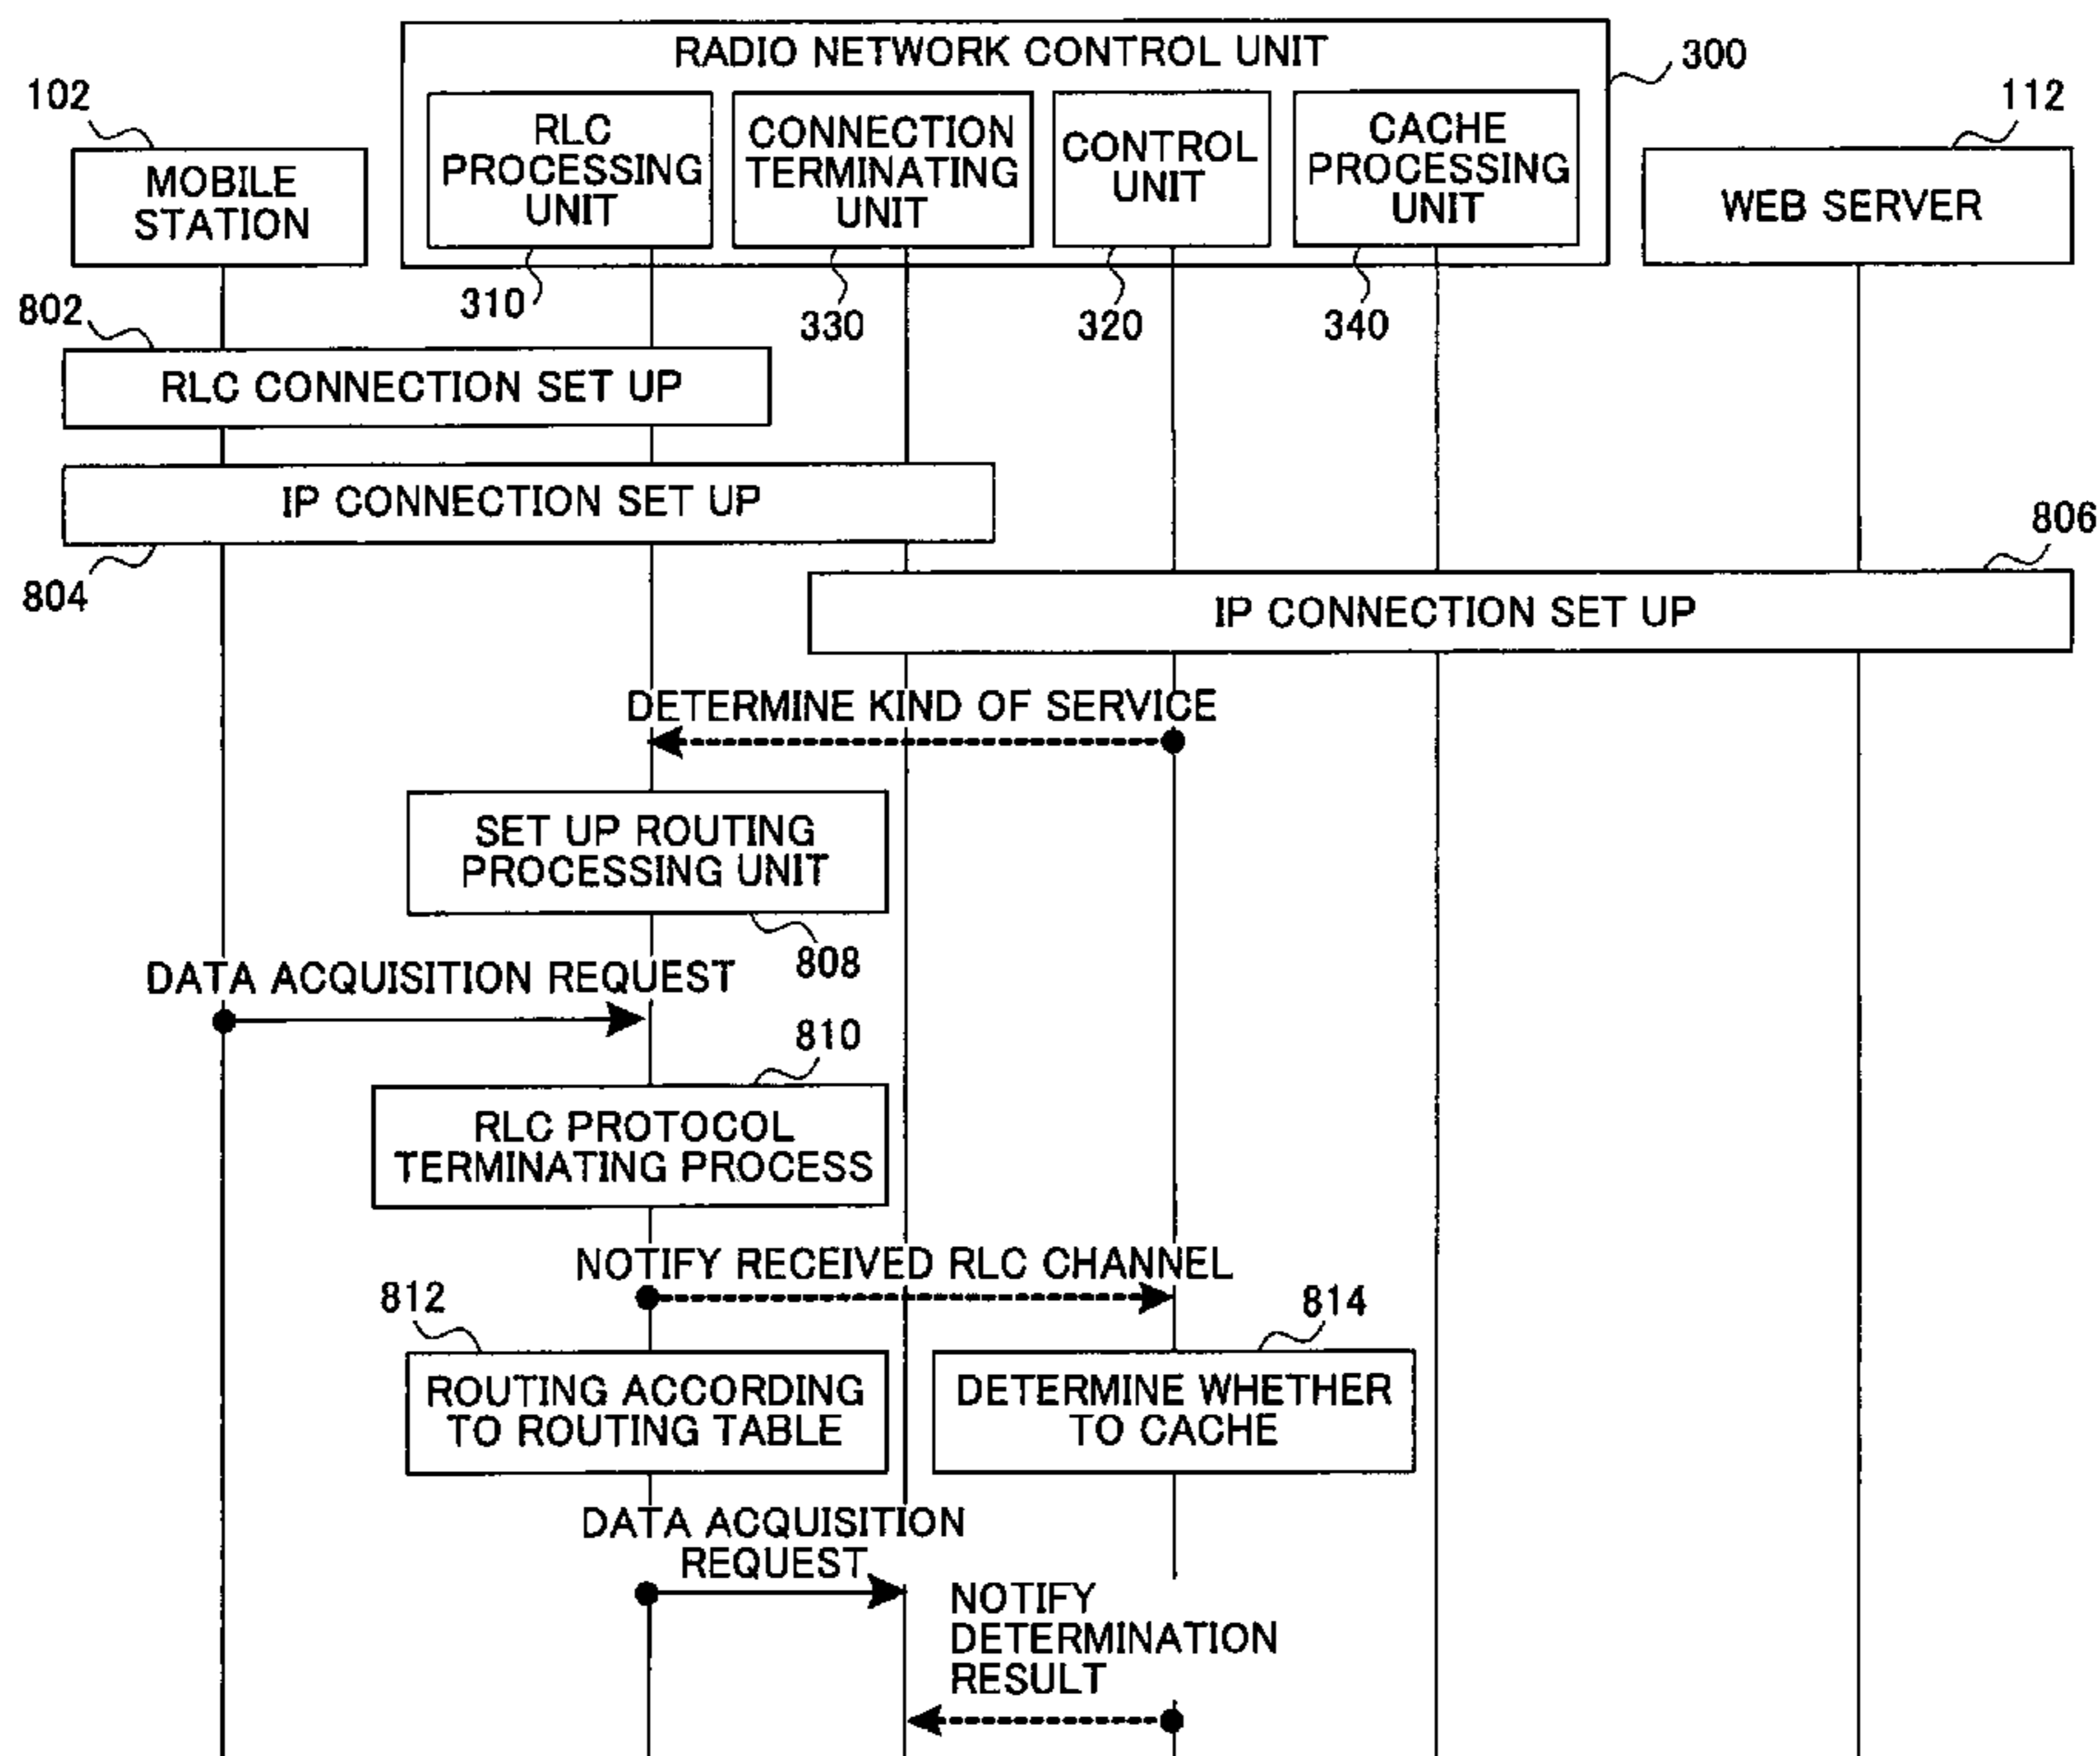 RADIO NETWORK CONTROL UNIT
300
102
112
MOBILE
STATION
RLC
PROCESSING
UNIT
CONNECTION
TERMINATING
UNIT
CONTROL
UNIT
CACHE
PROCESSING
UNIT
WEB SERVER
310
330
320
340
802
RLC CONNECTION SET UP
IP CONNECTION SET UP
804
806
IP CONNECTION SET UP
DETERMINE KIND OF SERVICE
SET UP ROUTING
PROCESSING UNIT
808
DATA ACQUISITION REQUEST
810
RLC PROTOCOL
TERMINATING PROCESS
NOTIFY RECEIVED RLC CHANNEL
812
814
ROUTING ACCORDING
TO ROUTING TABLE
DETERMINE WHETHER
TO CACHE
DATA ACQUISITION
REQUEST
NOTIFY
DETERMINATION
RESULT